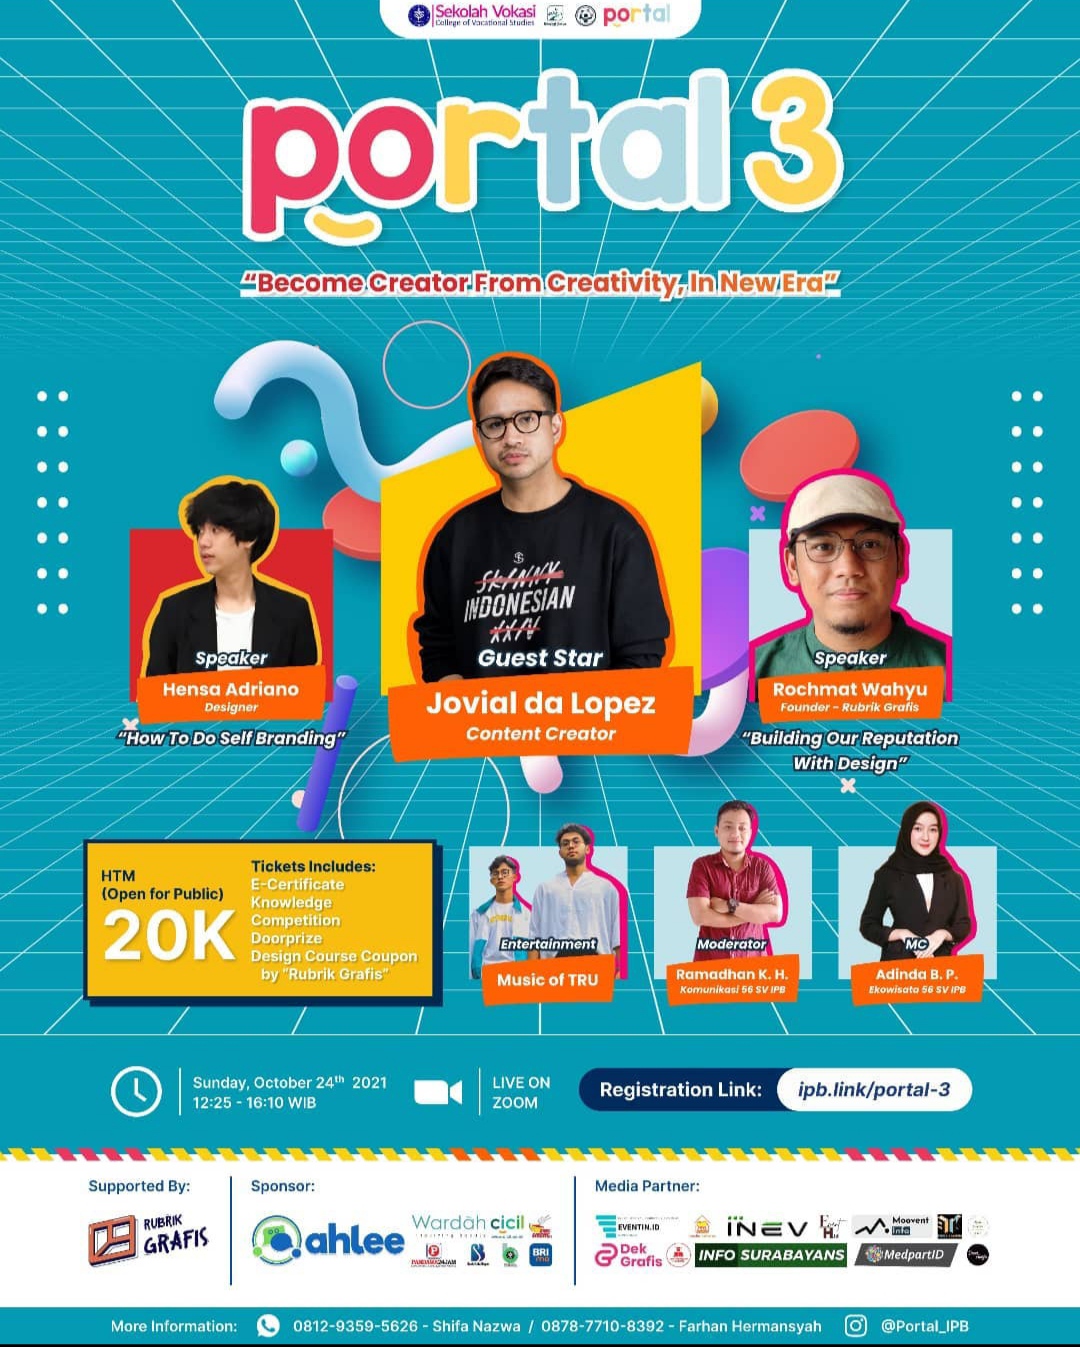 Sekolah Vokasi
College of Vocational Studies
portal
portal 3
"Become Creator From Creativity, In New Era"
SKINNY
INDONESIAN
XXIV
Guest Star
Jovial da Lopez
Content Creator
Speaker
Hensa Adriano
Designer
"How To Do Self Branding"
Speaker
Rochmat Wahyu
Founder - Rubrik Grafis
"Building Our Reputation
With Design"
HTM
(Open for Public)
20K
Tickets Includes:
E-Certificate
Knowledge
Competition
Doorprize
Design Course Coupon
by "Rubrik Grafis"
Entertainment
Music of TRU
Moderator
Ramadhan K. H.
Komunikasi 56 SV IPB
MC
Adinda B. P.
Ekowisata 56 SV IPB
Sunday, October 24th 2021
12:25 - 16:10 WIB
LIVE ON
ZOOM
Registration Link:
ipb.link/portal-3
Supported By:
RUBRIK
GRAFIS
Sponsor:
ahlee
Wardah
cicil
BRI
Media Partner:
EVENTIN.ID
INEV
Moovent
Info
Dek
Grafis
INFO SURABAYANS
MedpartID
More Information:
0812-9359-5626 - Shifa Nazwa / 0878-7710-8392 - Farhan Hermansyah
@Portal_IPB